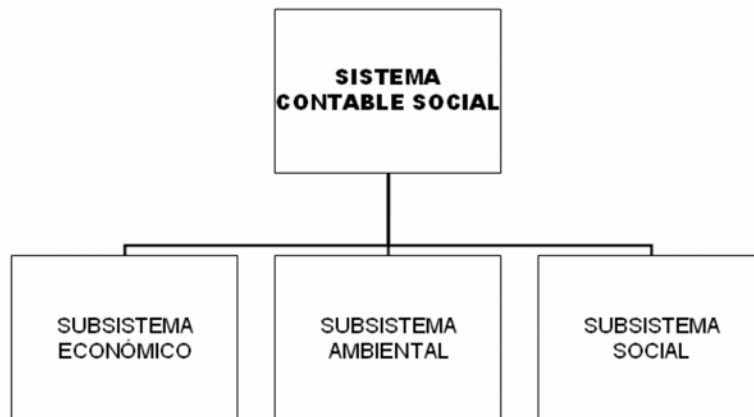 SISTEMA
CONTABLE SOCIAL
SUBSISTEMA
ECONÓMICO
SUBSISTEMA
AMBIENTAL
SUBSISTEMA
SOCIAL